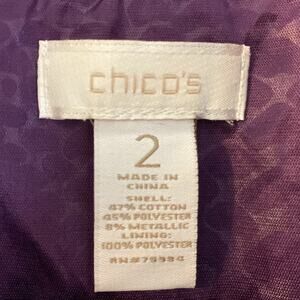 chico's
2
MADE IN
CHINA
SHELL:
47% COTTON
45% POLYESTER
8% METALLIC
LINING:
100% POLYESTER
RN#79984